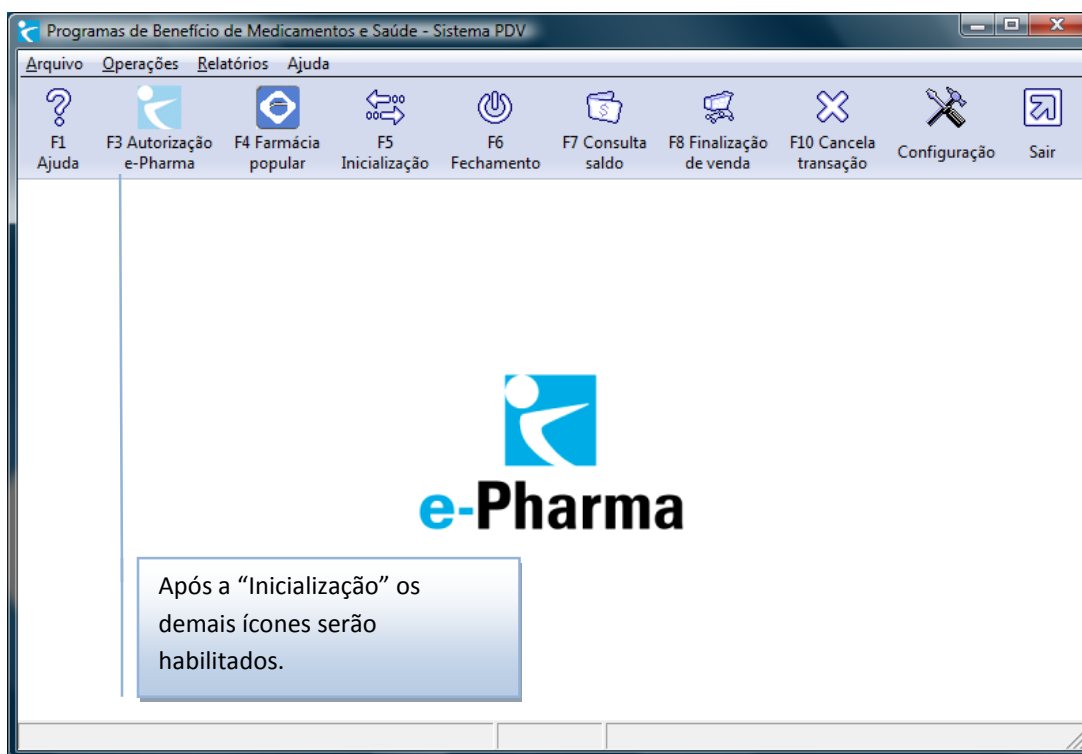 Programas de Benefício de Medicamentos e Saúde - Sistema PDV
Arquivo Operações Relatórios Ajuda
F1 Ajuda
F3 Autorização e-Pharma
F4 Farmácia popular
F5 Inicialização
F6 Fechamento
F7 Consulta saldo
F8 Finalização de venda
F10 Cancela transação
Configuração
Sair
e-Pharma
Após a “Inicialização” os
demais ícones serão
habilitados.